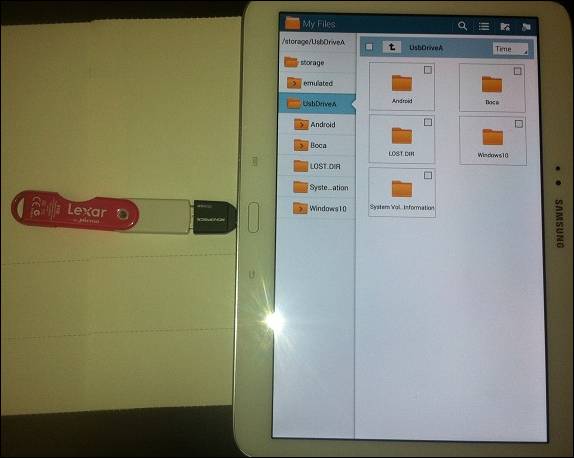 My Files
/storage/UsbDriveA
UsbDriveA
Time
storage
emulated
UsbDriveA
Android
Boca
LOST.DIR
Syste...ation
Windows10
Android
Boca
LOST.DIR
Windows10
System Vol...Information
Lexar
MONOPRICE
SAMSUNG